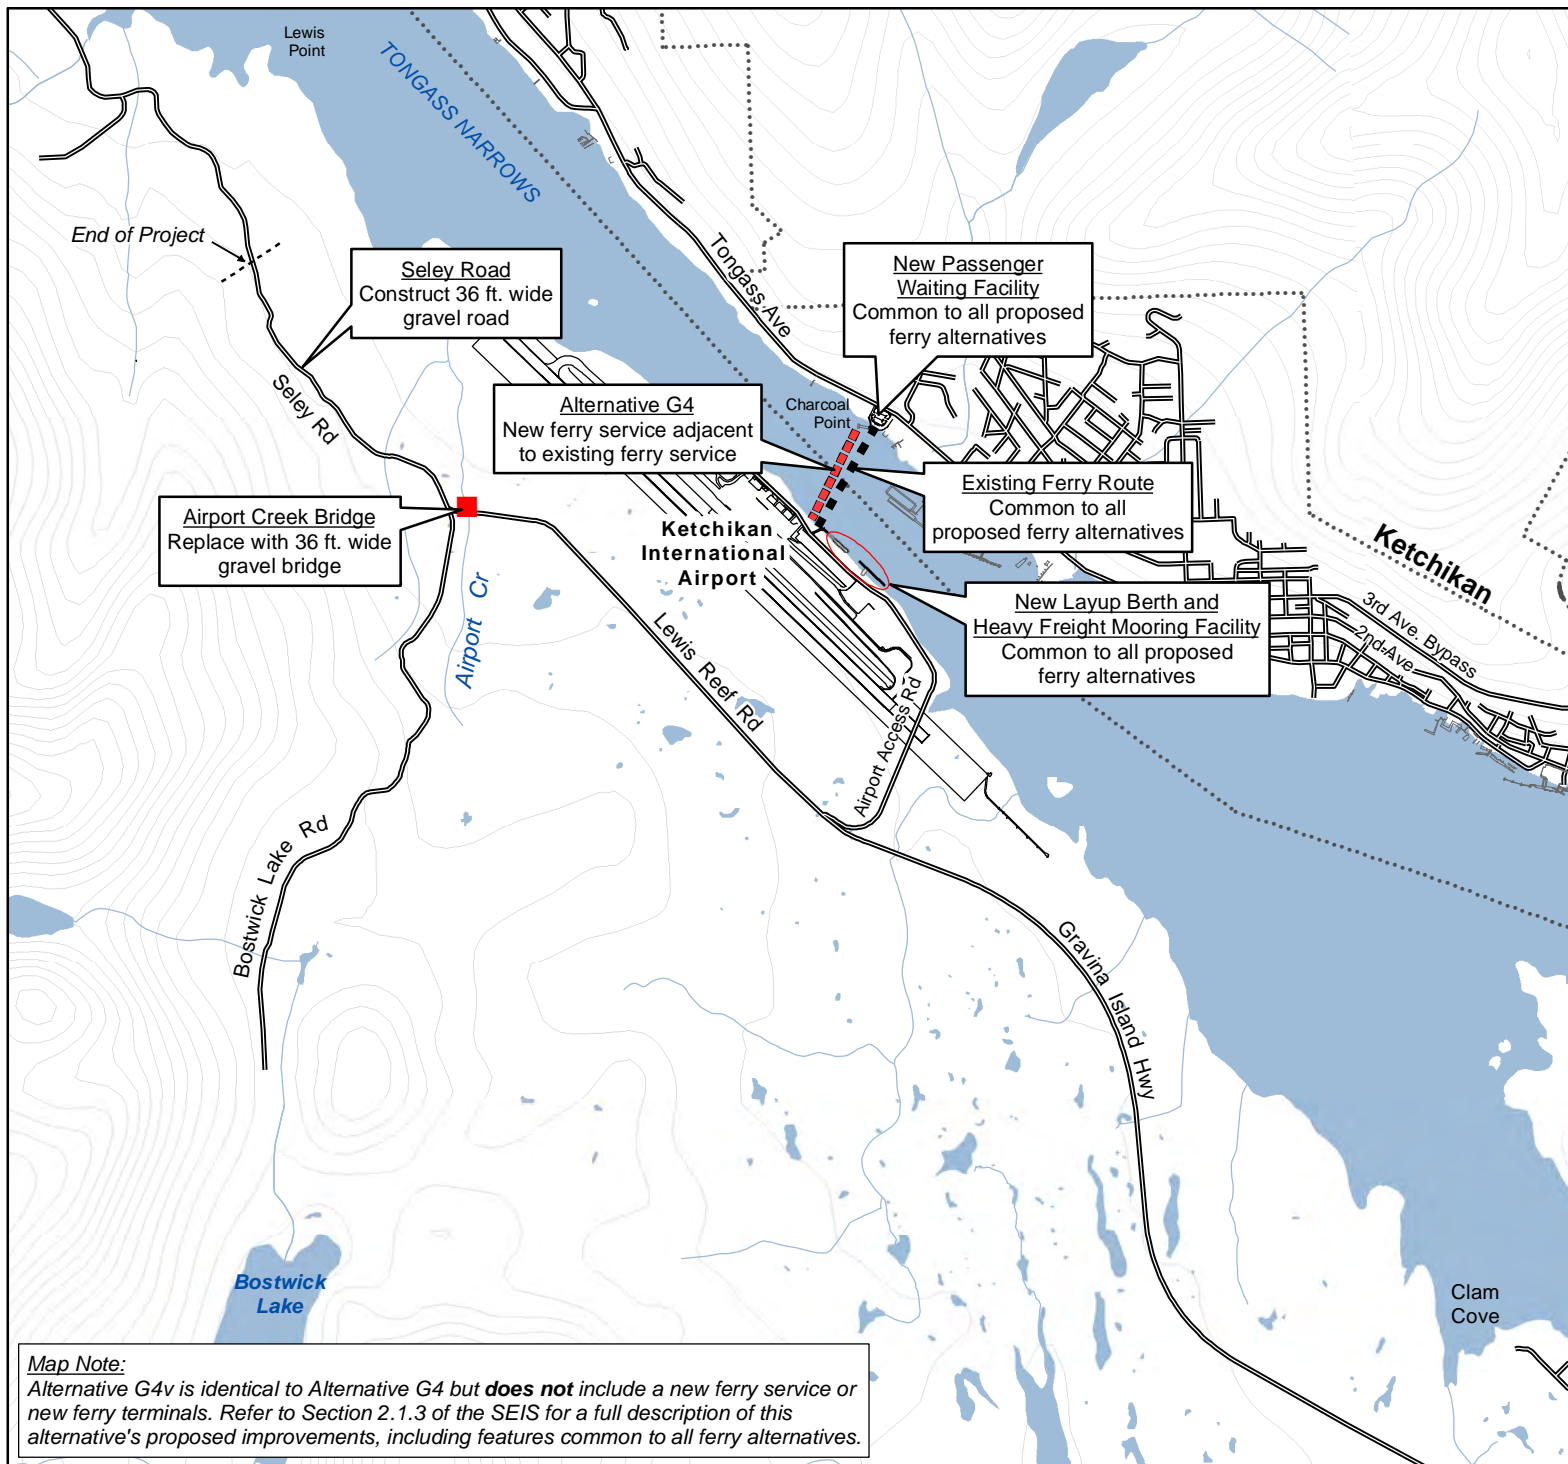 Lewis
Point
TONGASS NARROWS
End of Project
Seley Road
Construct 36 ft. wide
gravel road
Tongass Ave
New Passenger
Waiting Facility
Common to all proposed
ferry alternatives
Seley Rd
Alternative G4
New ferry service adjacent
to existing ferry service
Charcoal
Point
Existing Ferry Route
Common to all
proposed ferry alternatives
Airport Creek Bridge
Replace with 36 ft. wide
gravel bridge
Ketchikan
International
Airport
Ketchikan
3rd Ave. Bypass
2nd Ave
New Layup Berth and
Heavy Freight Mooring Facility
Common to all proposed
ferry alternatives
Airport Cr
Lewis Reef Rd
Airport Access Rd
Bostwick Lake Rd
Gravina Island Hwy
Bostwick
Lake
Clam
Cove
Map Note:
Alternative G4v is identical to Alternative G4 but does not include a new ferry service or
new ferry terminals. Refer to Section 2.1.3 of the SEIS for a full description of this
alternative's proposed improvements, including features common to all ferry alternatives.